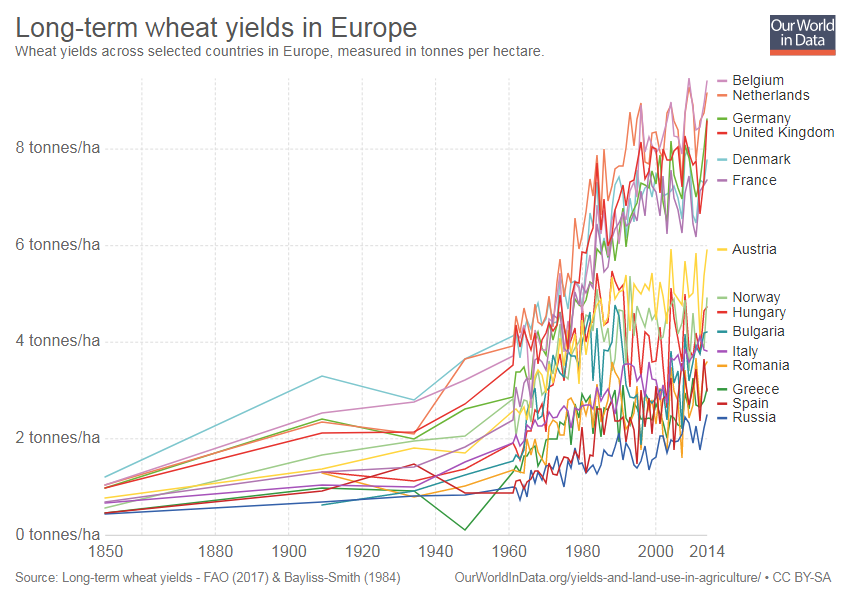 Long-term wheat yields in Europe
Wheat yields across selected countries in Europe, measured in tonnes per hectare.
Our World
in Data
8 tonnes/ha
6 tonnes/ha
4 tonnes/ha
2 tonnes/ha
0 tonnes/ha
1850
1880
1900
1920
1940
1960
1980
2000
2014
Belgium
Netherlands
Germany
United Kingdom
Denmark
France
Austria
Norway
Hungary
Bulgaria
Italy
Romania
Greece
Spain
Russia
Source: Long-term wheat yields - FAO (2017) & Bayliss-Smith (1984)
OurWorldInData.org/yields-and-land-use-in-agriculture/ • CC BY-SA